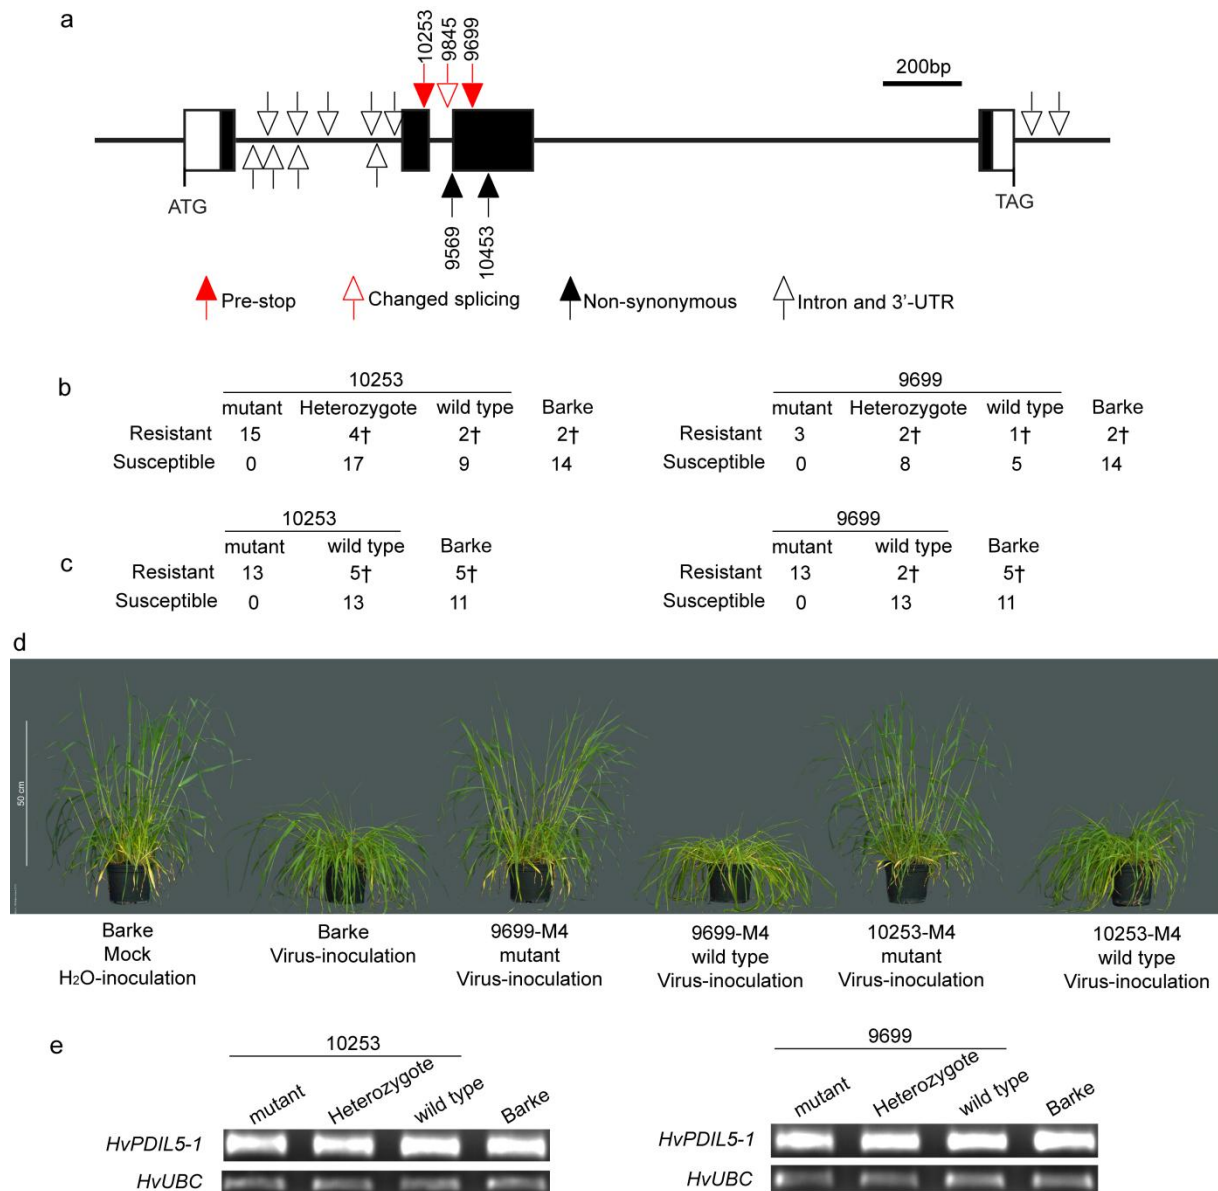 a
10253
9845
9699
200bp
ATG
TAG
9569
10453
Pre-stop
Changed splicing
Non-synonymous
Intron and 3'-UTR
b
10253
mutant Heterozygote wild type Barke
Resistant 15 4† 2† 2†
Susceptible 0 17 9 14
9699
mutant Heterozygote wild type Barke
Resistant 3 2† 1† 2†
Susceptible 0 8 5 14
c
10253
mutant wild type Barke
Resistant 13 5† 5†
Susceptible 0 13 11
9699
mutant wild type Barke
Resistant 13 2† 5†
Susceptible 0 13 11
d
50 cm
Barke
Mock
H₂O-inoculation
Barke
Virus-inoculation
9699-M4
mutant
Virus-inoculation
9699-M4
wild type
Virus-inoculation
10253-M4
mutant
Virus-inoculation
10253-M4
wild type
Virus-inoculation
e
10253
mutant Heterozygote wild type Barke
HvPDIL5-1
HvUBC
9699
mutant Heterozygote wild type Barke
HvPDIL5-1
HvUBC